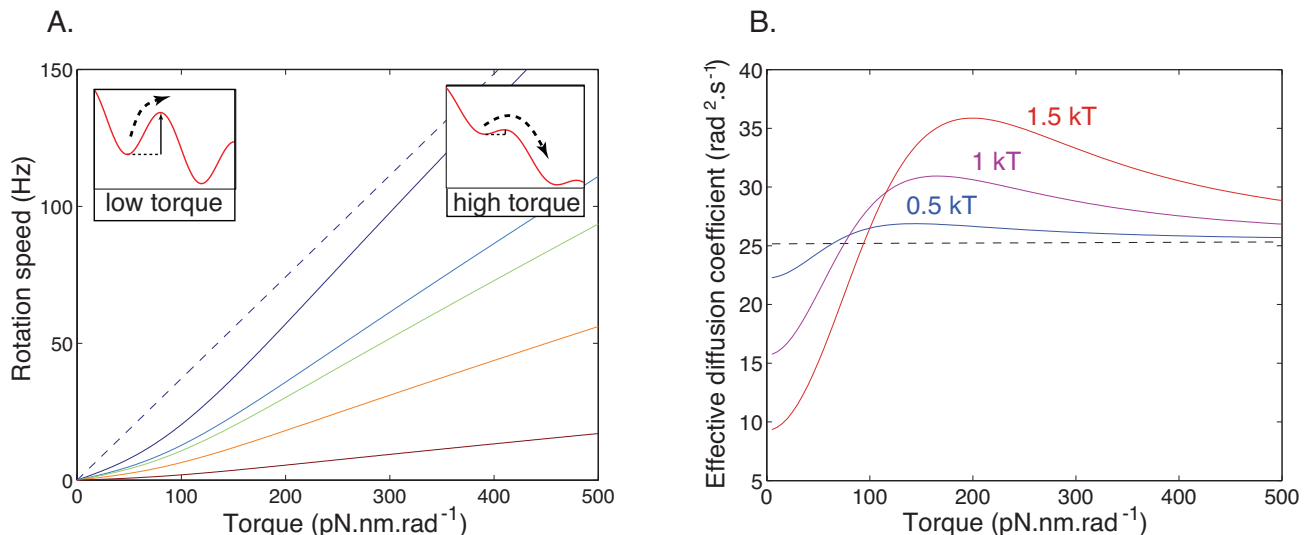 A.
Rotation speed (Hz)
150
100
50
0
low torque
high torque
0
100
200
300
400
500
Torque (pN.nm.rad⁻¹)
B.
Effective diffusion coefficient (rad².s⁻¹)
40
35
30
25
20
15
10
5
1.5 kT
1 kT
0.5 kT
0
100
200
300
400
500
Torque (pN.nm.rad⁻¹)